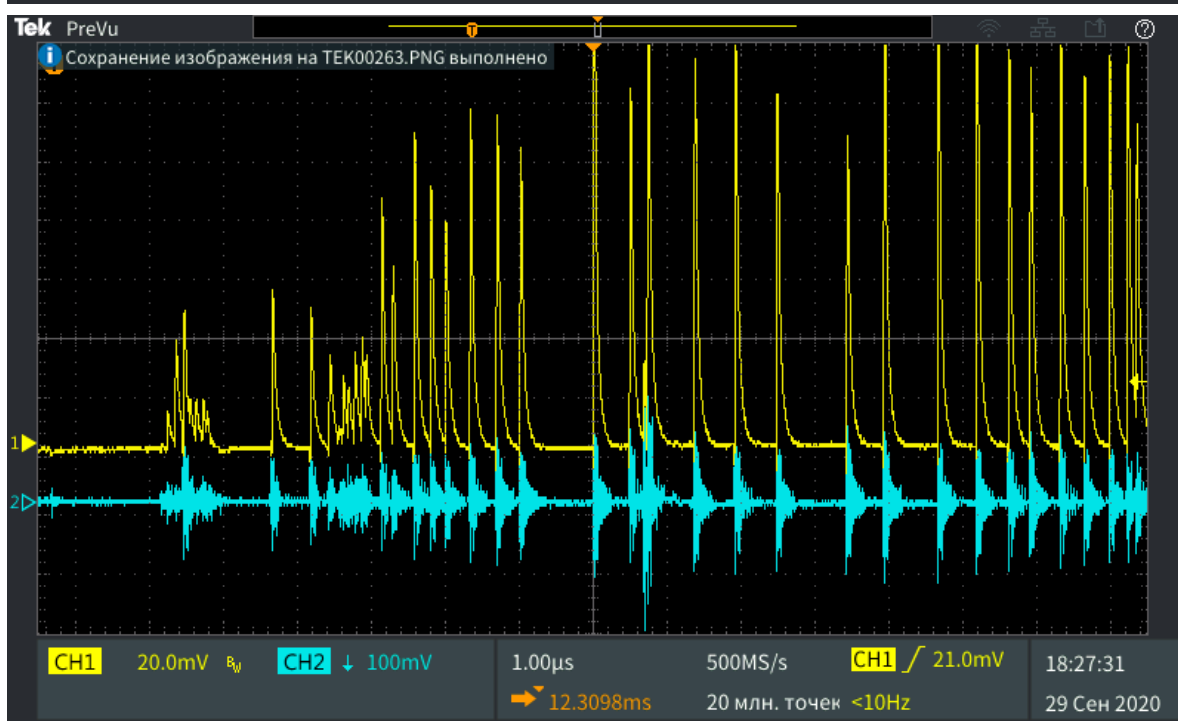 Tek PreVu
T
Сохранение изображения на TEK00263.PNG выполнено
1
2
CH1 20.0mV BW CH2 ↓ 100mV 1.00µs 500MS/s CH1 21.0mV 18:27:31
12.3098ms 20 млн. точек <10Hz 29 Сен 2020